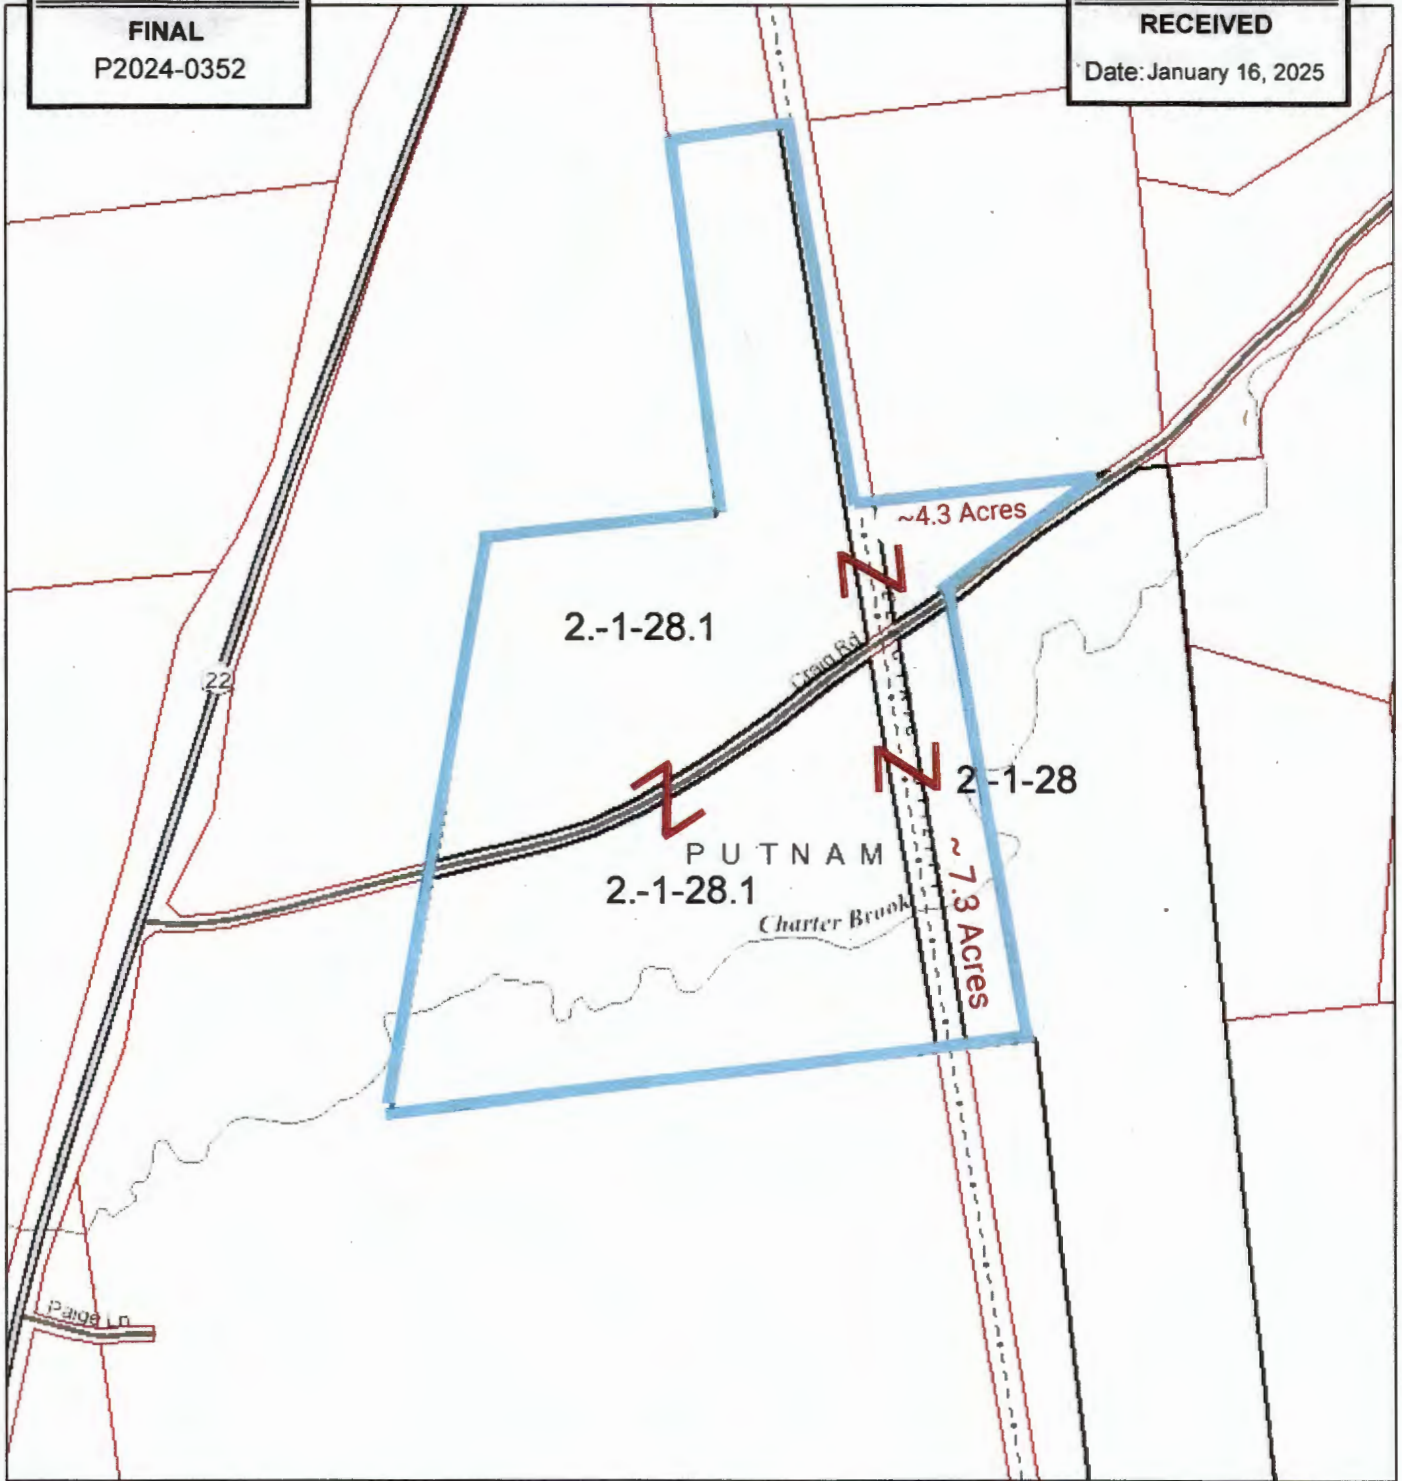 FINAL
P2024-0352
RECEIVED
Date: January 16, 2025
~4.3 Acres
2.-1-28.1
Craig Rd
22
2.-1-28
PUTNAM
2.-1-28.1
~ 7.3 Acres
Charter Brook
Paige Ln